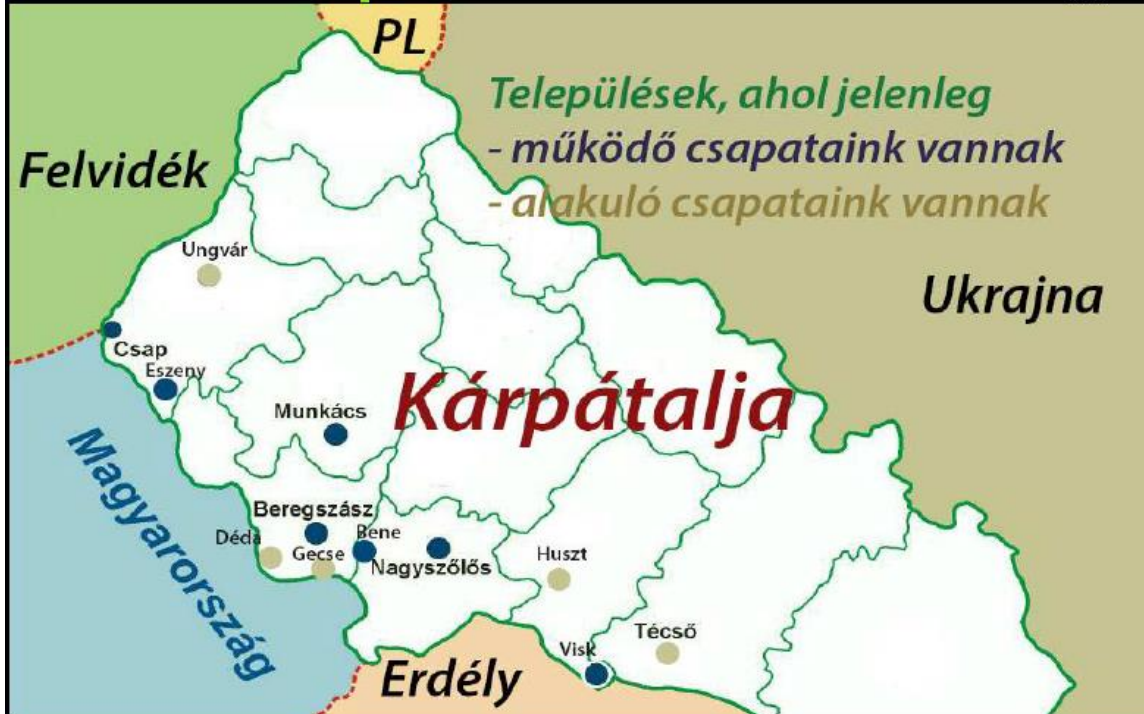 PL
Települések, ahol jelenleg
- működő csapataink vannak
- alakuló csapataink vannak
Felvidék
Ungvár
Ukrajna
Csap
Eszeny
Kárpátalja
Munkács
Magyarország
Beregszász
Déda
Bene
Gecse
Nagyszőlős
Huszt
Técső
Visk
Erdély